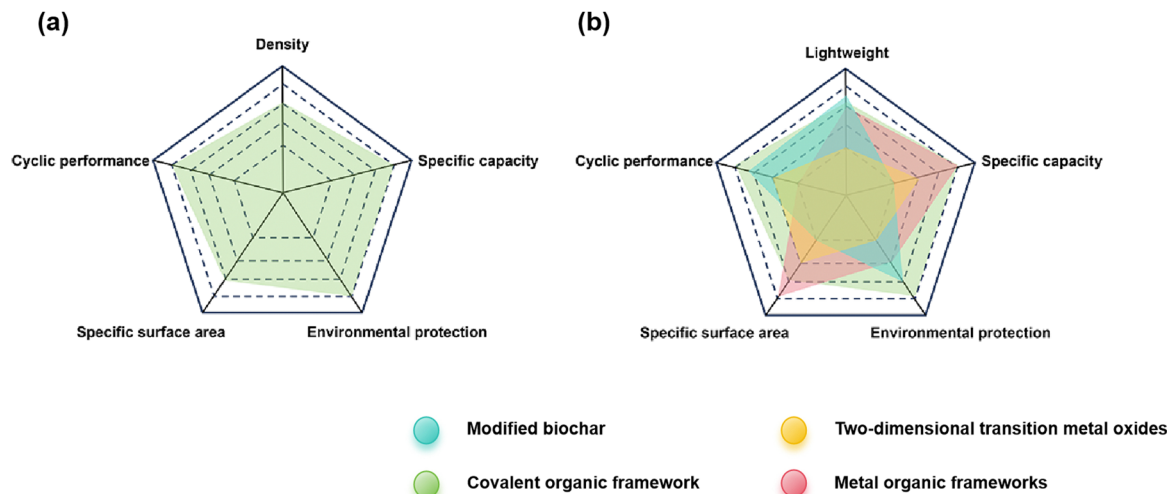 (a)
Density
Cyclic performance
Specific capacity
Specific surface area
Environmental protection
(b)
Lightweight
Cyclic performance
Specific capacity
Specific surface area
Environmental protection
Modified biochar
Two-dimensional transition metal oxides
Covalent organic framework
Metal organic frameworks